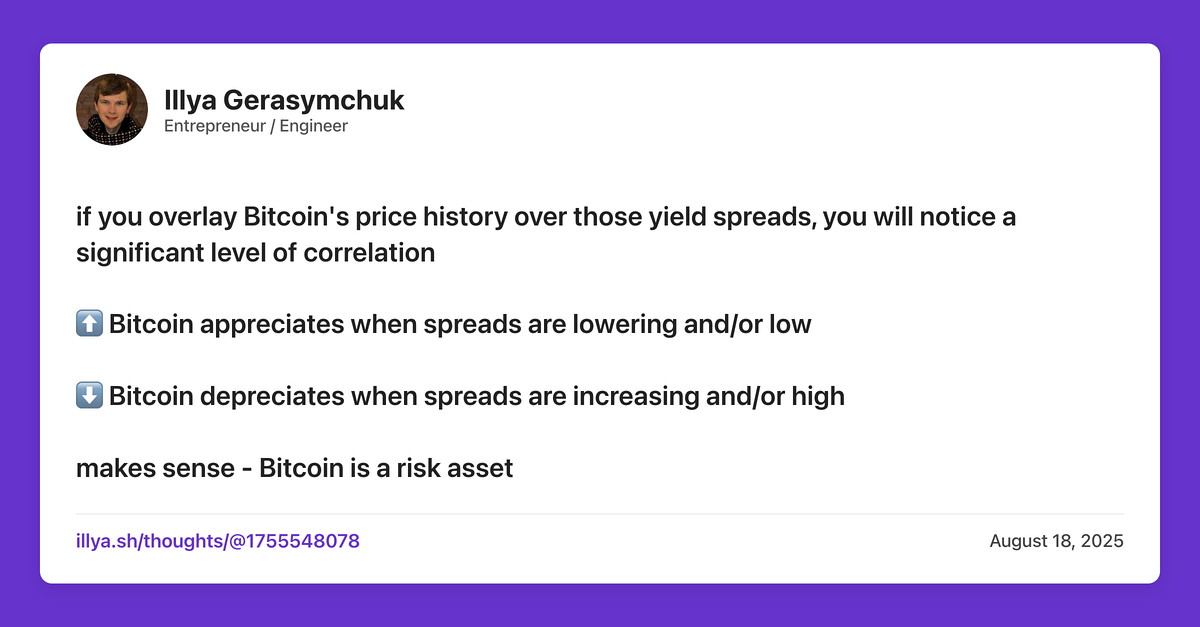 Illya Gerasymchuk
Entrepreneur / Engineer
if you overlay Bitcoin's price history over those yield spreads, you will notice a
significant level of correlation
⬆️ Bitcoin appreciates when spreads are lowering and/or low
⬇️ Bitcoin depreciates when spreads are increasing and/or high
makes sense - Bitcoin is a risk asset
illya.sh/thoughts/@1755548078
August 18, 2025